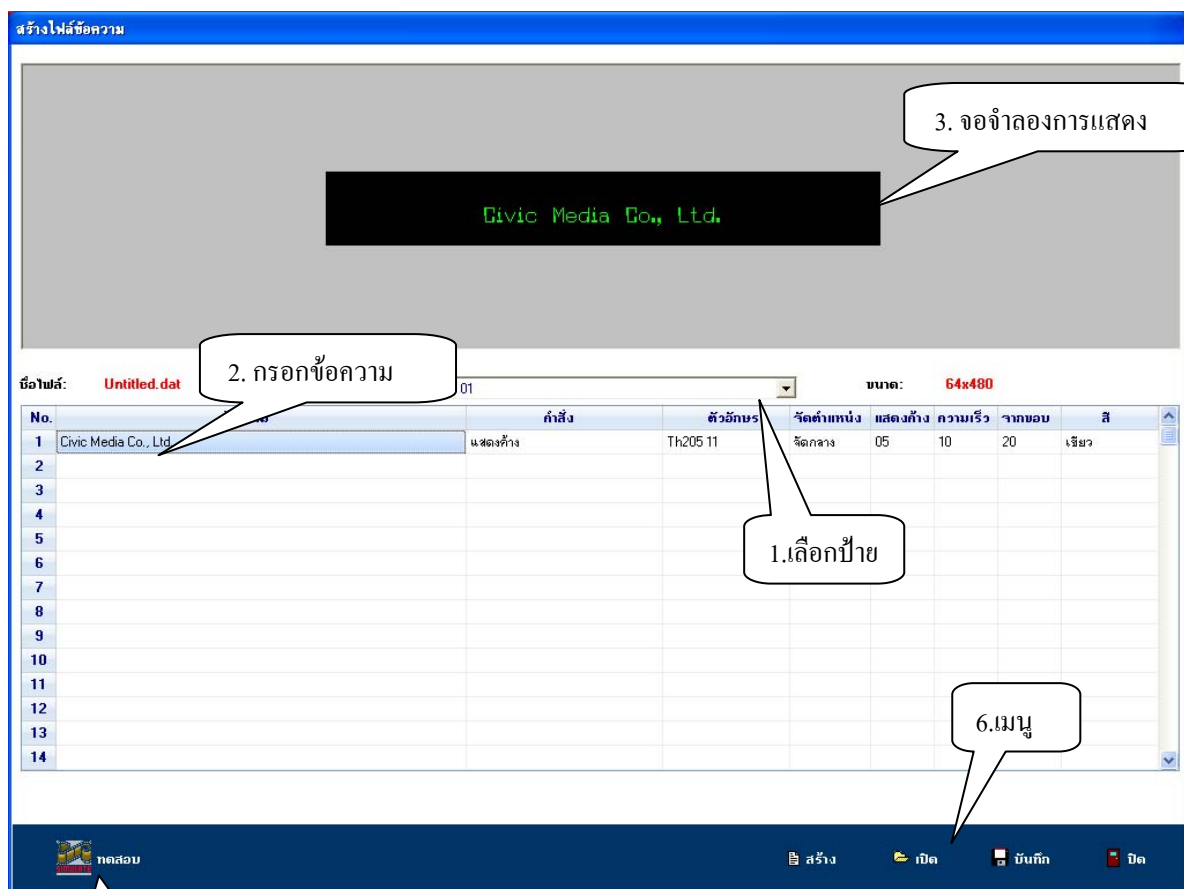 สร้างไฟล์ข้อความ
3. จอจำลองการแสดง
Civic Media Co., Ltd.
2. กรอกข้อความ
ชื่อไฟล์: Untitled.dat 01 ขนาด: 64x480
No. คำสั่ง ตัวอักษร จัดตำแหน่ง แสดงค้าง ความเร็ว จากขอบ สี
1 Civic Media Co., Ltd แสดงค้าง Th205 11 จัดกลาง 05 10 20 เขียว
2
3
4
5
1.เลือกป้าย
6
7
8
9
10
11
12
6.เมนู
13
14
ทดสอบ สร้าง เปิด บันทึก ปิด